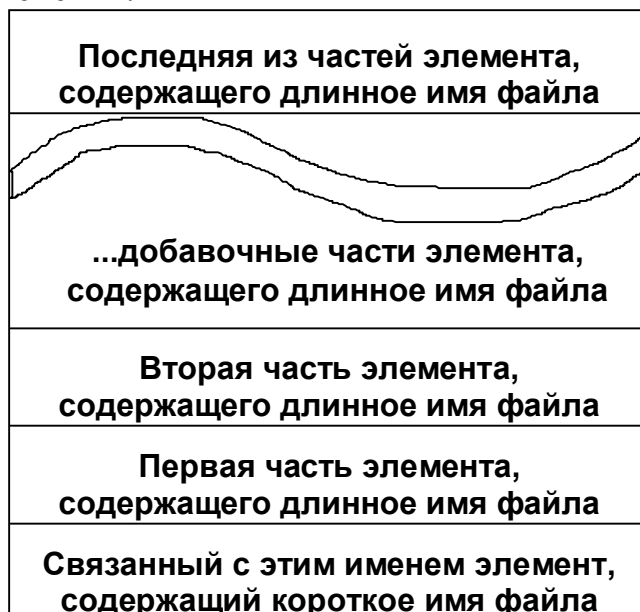 Последняя из частей элемента,
содержащего длинное имя файла
...добавочные части элемента,
содержащего длинное имя файла
Вторая часть элемента,
содержащего длинное имя файла
Первая часть элемента,
содержащего длинное имя файла
Связанный с этим именем элемент,
содержащий короткое имя файла